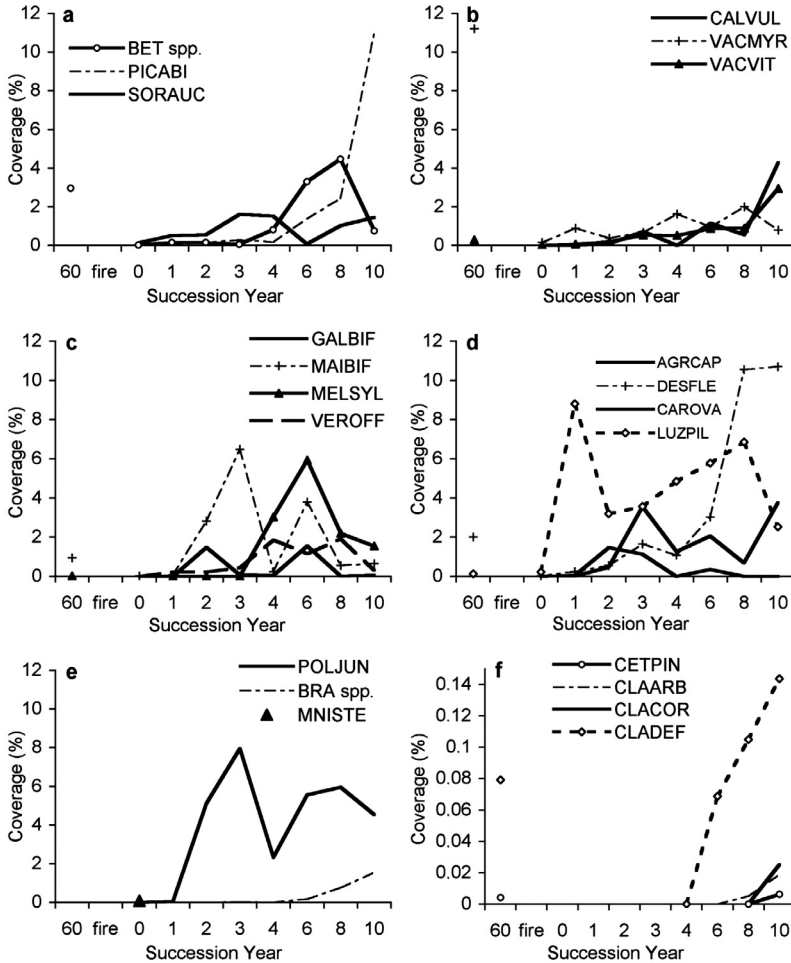 a
12
10
8
6
4
2
0
Coverage (%)
BET spp.
PICABI
SORAUC
60 fire 0 1 2 3 4 6 8 10
Succession Year
b
12
10
8
6
4
2
0
Coverage (%)
CALVUL
VACMYR
VACVIT
60 fire 0 1 2 3 4 6 8 10
Succession Year
c
12
10
8
6
4
2
0
Coverage (%)
GALBIF
MAIBIF
MELSYL
VEROFF
60 fire 0 1 2 3 4 6 8 10
Succession Year
d
12
10
8
6
4
2
0
Coverage (%)
AGRCAP
DESFLE
CAROVA
LUZPIL
60 fire 0 1 2 3 4 6 8 10
Succession Year
e
12
10
8
6
4
2
0
Coverage (%)
POLJUN
BRA spp.
MNISTE
60 fire 0 1 2 3 4 6 8 10
Succession Year
f
0.14
0.12
0.1
0.08
0.06
0.04
0.02
0
Coverage (%)
CETPIN
CLAARB
CLACOR
CLADEF
60 fire 0 1 2 4 6 8 10
Succession Year